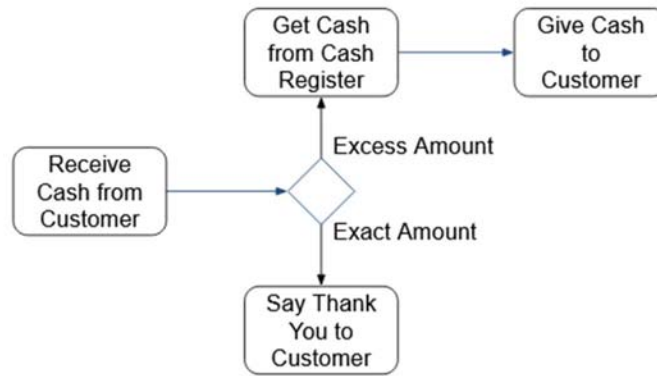 Get Cash
from Cash
Register
Give Cash
to
Customer
Excess Amount
Receive
Cash from
Customer
Exact Amount
Say Thank
You to
Customer